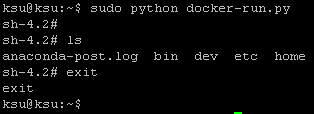 ksu@ksu:~$ sudo python docker-run.py
sh-4.2#
sh-4.2# ls
anaconda-post.log  bin  dev  etc  home
sh-4.2# exit
exit
ksu@ksu:~$